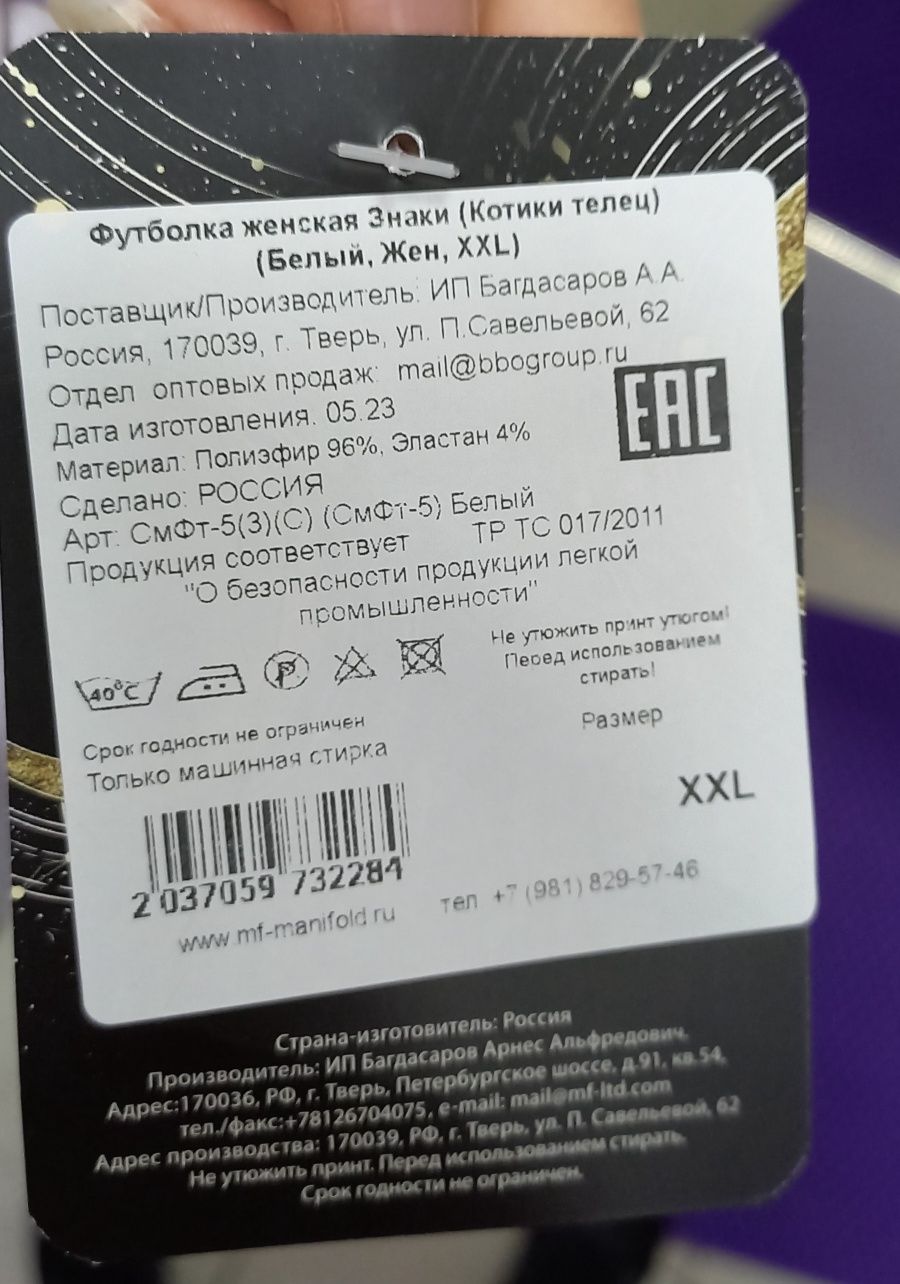 Футболка женская Знаки (Котики телец)
(Белый, Жен, XXL)
Поставщик/Производитель: ИП Багдасаров А.А.
Россия, 170039, г. Тверь, ул. П.Савельевой, 62
Отдел оптовых продаж: mail@bbogroup.ru
Дата изготовления. 05.23
EAC
Материал: Полиэфир 96%, Эластан 4%
Сделано: РОССИЯ
Арт: СмФт-5(3)(С) (СмФт-5) Белый
Продукция соответствует ТР ТС 017/2011
"О безопасности продукции легкой
промышленности"
40°C
P
Не утюжить принт утюгом!
Перед использованием
стирать!
Срок годности не ограничен
Только машинная стирка
Размер
XXL
2 037059 732284
www.mf-manifold.ru
тел +7 (981) 829-57-46
Страна-изготовитель: Россия
Производитель: ИП Багдасаров Арнес Альфредович.
Адрес:170036, РФ, г. Тверь, Петербургское шоссе, д.91, кв.54,
тел./факс:+78126704075, e-mail: mail@mf-ltd.com
Адрес производства: 170039, РФ, г. Тверь, ул. П. Савельевой, 62
Не утюжить принт. Перед использованием стирать.
Срок годности не ограничен.